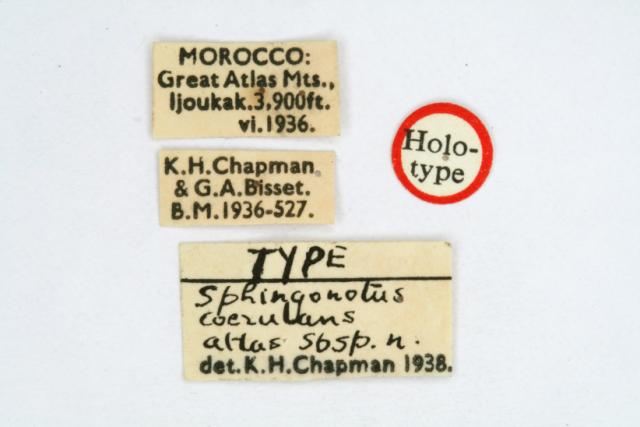 MOROCCO:
Great Atlas Mts.,
Ijoukak.3,900ft.
vi.1936.
Holo-
type
K.H.Chapman
& G.A.Bisset.
B.M.1936-527.
TYPE
Sphingonotus
coerulans
atlas sbsp. n.
det.K.H.Chapman 1938.